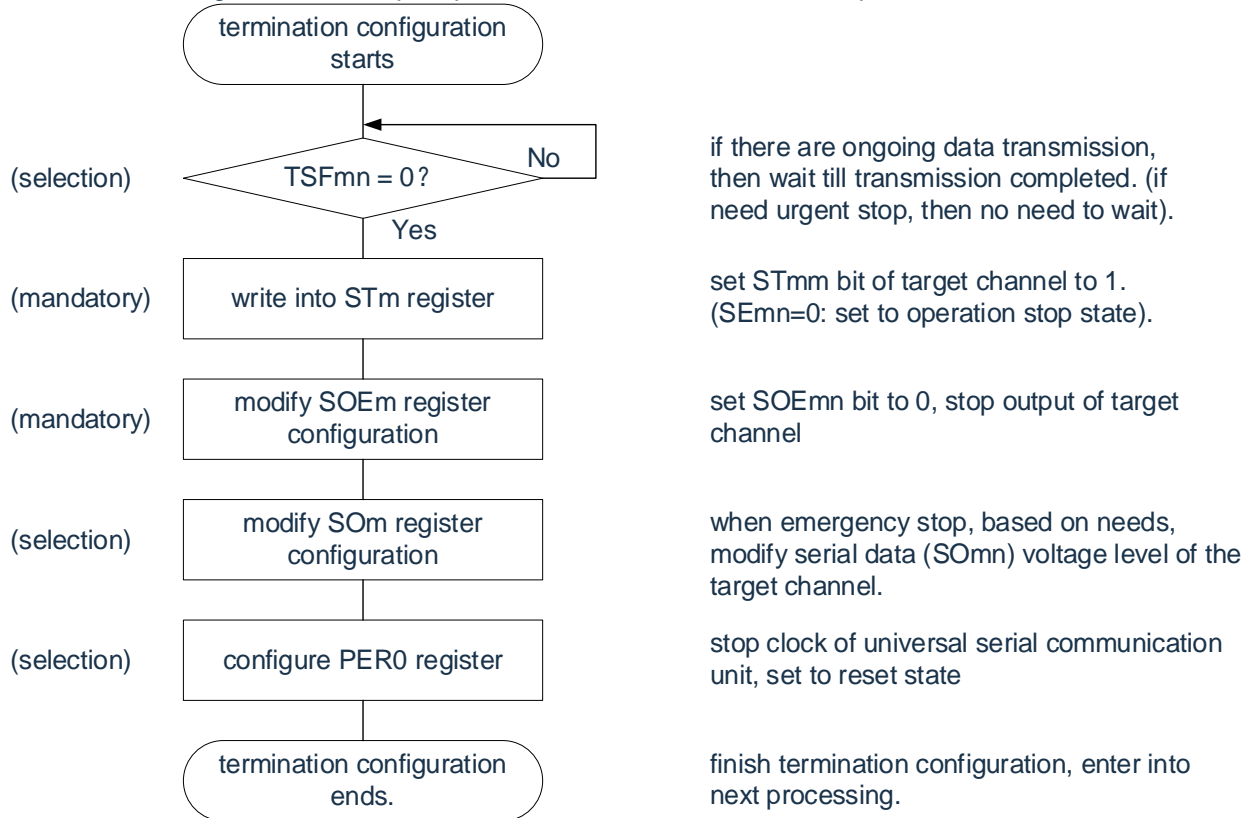 termination configuration
starts
(selection)
TSFmn = 0?
No
Yes
if there are ongoing data transmission,
then wait till transmission completed. (if
need urgent stop, then no need to wait).
(mandatory)
write into STm register
set STmm bit of target channel to 1.
(SEmn=0: set to operation stop state).
(mandatory)
modify SOEm register
configuration
set SOEmn bit to 0, stop output of target
channel
(selection)
modify SOm register
configuration
when emergency stop, based on needs,
modify serial data (SOmn) voltage level of the
target channel.
(selection)
configure PER0 register
stop clock of universal serial communication
unit, set to reset state
termination configuration
ends.
finish termination configuration, enter into
next processing.